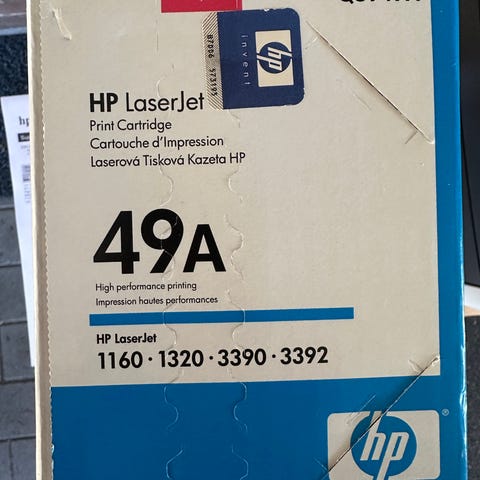 invent
hp
HP LaserJet
Print Cartridge
Cartouche d'Impression
Laserová Tisková Kazeta HP
49A
High performance printing
Impression hautes performances
HP LaserJet
1160 · 1320 · 3390 · 3392
hp®
hp